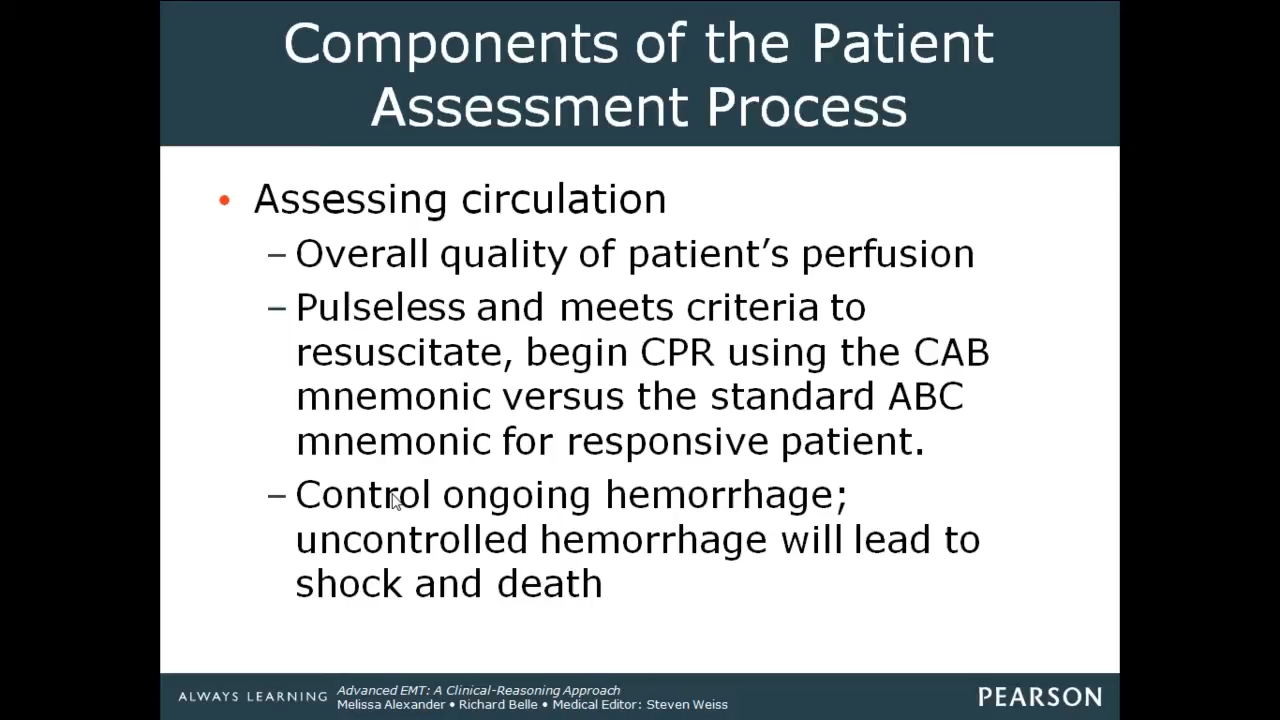 Components of the Patient
Assessment Process
• Assessing circulation
– Overall quality of patient’s perfusion
– Pulseless and meets criteria to
resuscitate, begin CPR using the CAB
mnemonic versus the standard ABC
mnemonic for responsive patient.
– Control ongoing hemorrhage;
uncontrolled hemorrhage will lead to
shock and death
ALWAYS LEARNING
Advanced EMT: A Clinical-Reasoning Approach
Melissa Alexander • Richard Belle • Medical Editor: Steven Weiss
PEARSON